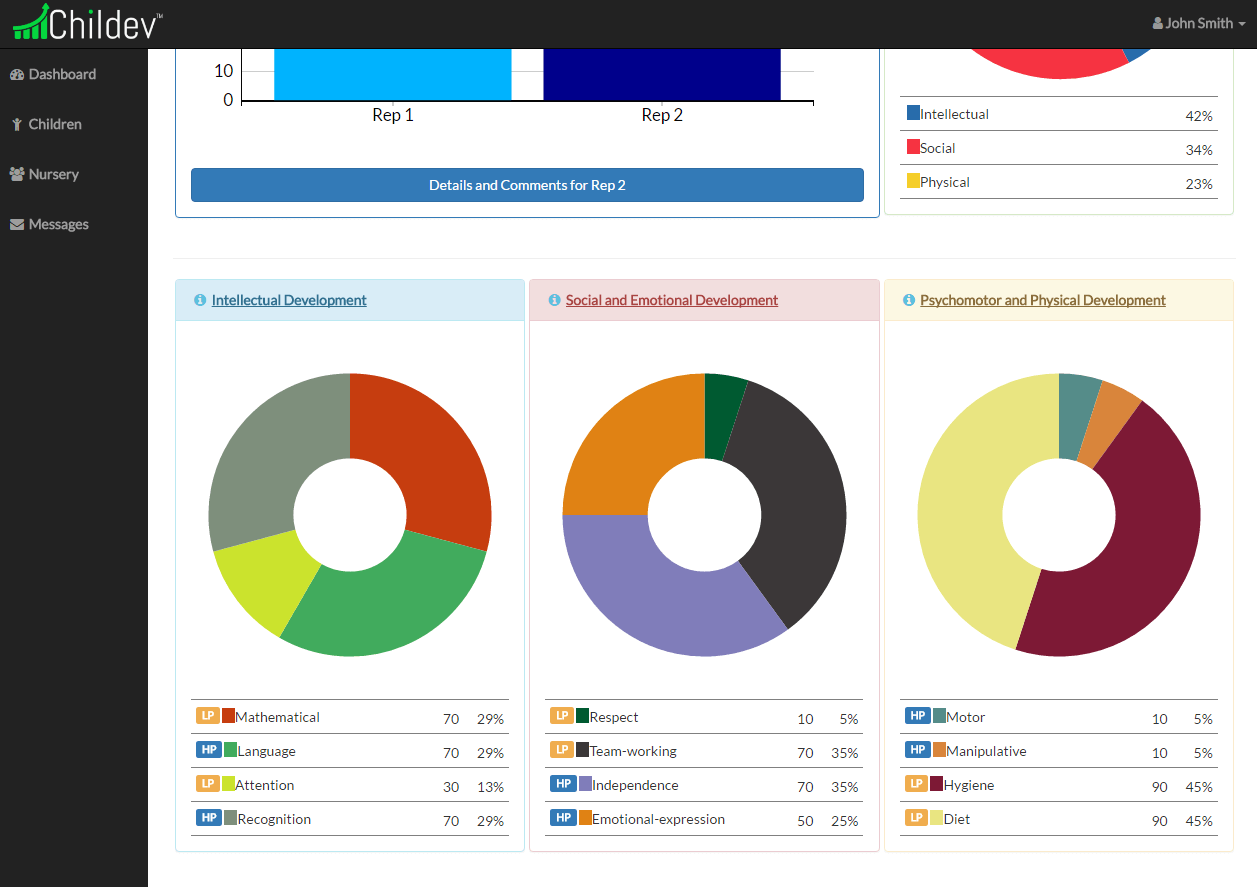 Childev™
John Smith
Dashboard
Children
Nursery
Messages
10
0
Rep 1
Rep 2
Details and Comments for Rep 2
Intellectual 42%
Social 34%
Physical 23%
Intellectual Development
LP Mathematical 70 29%
HP Language 70 29%
LP Attention 30 13%
HP Recognition 70 29%
Social and Emotional Development
LP Respect 10 5%
LP Team-working 70 35%
HP Independence 70 35%
HP Emotional-expression 50 25%
Psychomotor and Physical Development
HP Motor 10 5%
HP Manipulative 10 5%
LP Hygiene 90 45%
LP Diet 90 45%